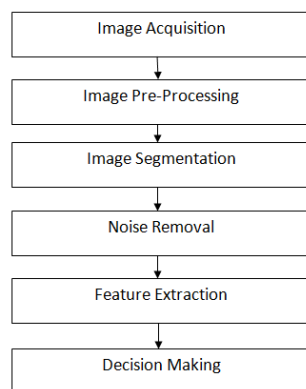 Image Acquisition
Image Pre-Processing
Image Segmentation
Noise Removal
Feature Extraction
Decision Making